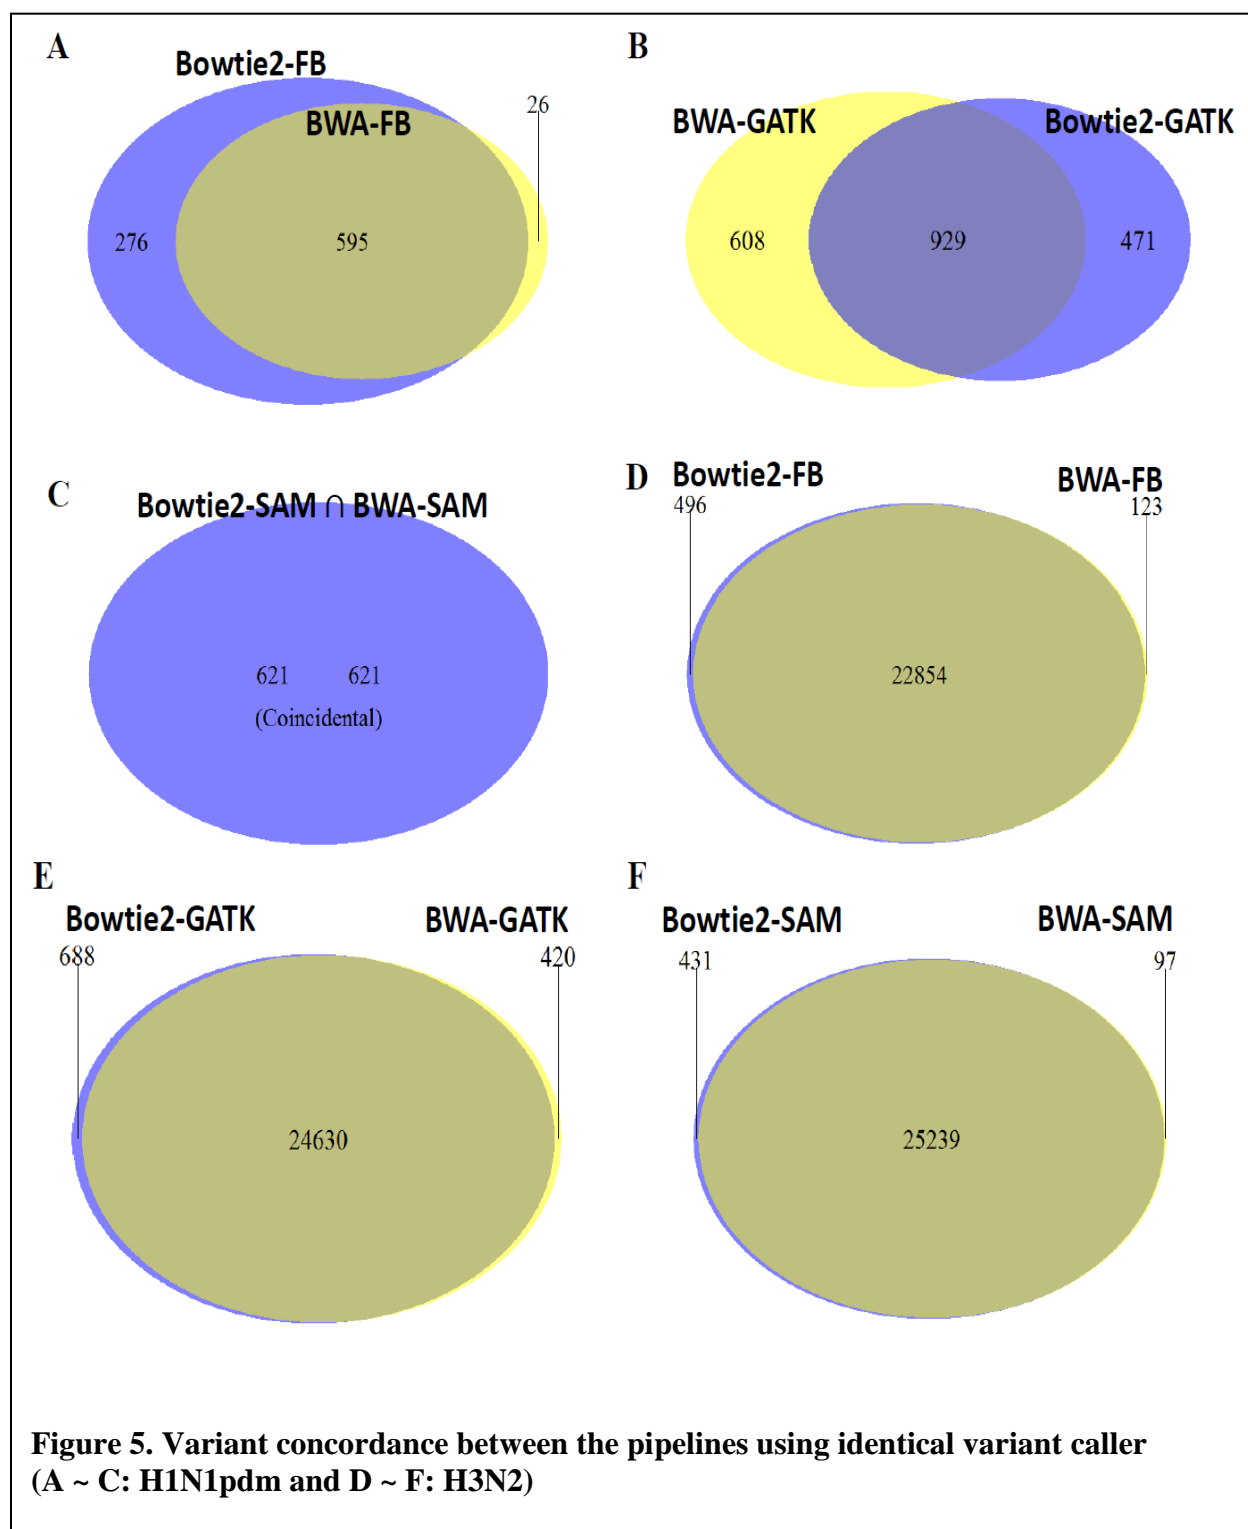 A
Bowtie2-FB
BWA-FB
26
276
595
B
BWA-GATK
Bowtie2-GATK
608
929
471
C
Bowtie2-SAM ∩ BWA-SAM
621 621
(Coincidental)
D
Bowtie2-FB
BWA-FB
496
123
22854
E
Bowtie2-GATK
BWA-GATK
688
420
24630
F
Bowtie2-SAM
BWA-SAM
431
97
25239
Figure 5. Variant concordance between the pipelines using identical variant caller
(A ~ C: H1N1pdm and D ~ F: H3N2)